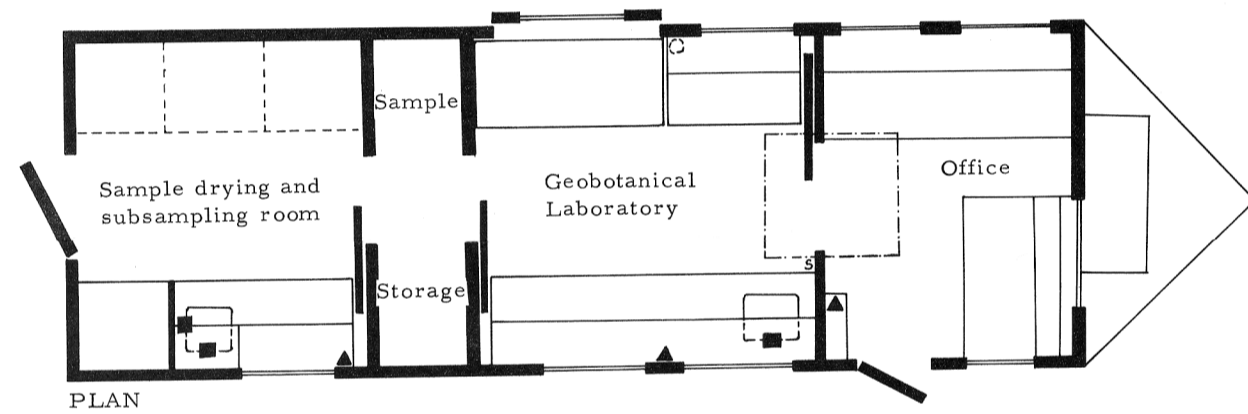 Sample
Sample drying and
subsampling room
Geobotanical
Laboratory
Office
s
Storage
PLAN